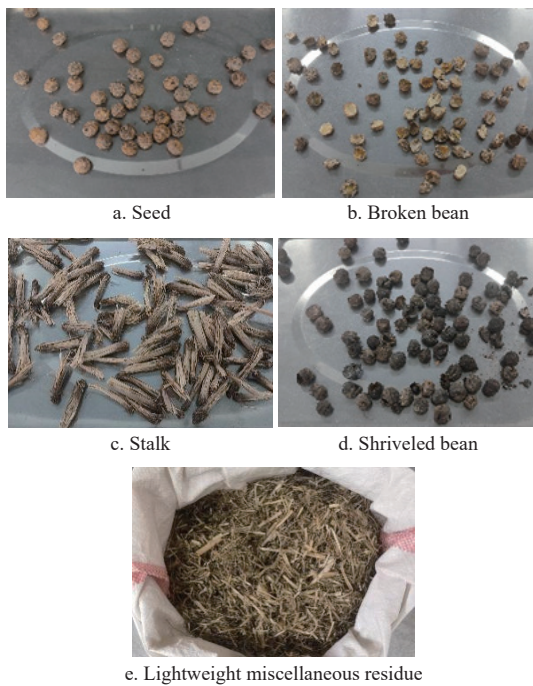 a. Seed
b. Broken bean
c. Stalk
d. Shriveled bean
e. Lightweight miscellaneous residue